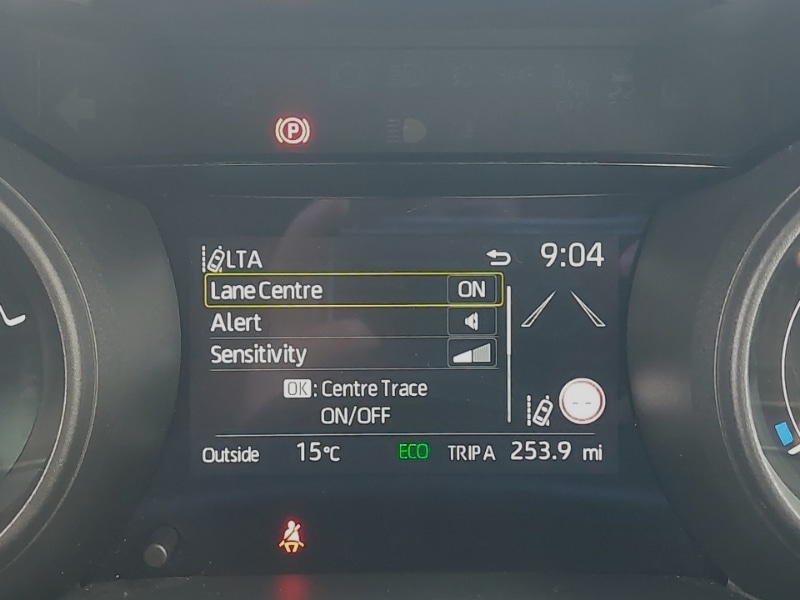 P
LTA
9:04
Lane Centre ON
Alert
Sensitivity
OK : Centre Trace
ON/OFF
--
Outside 15°C ECO TRIP A 253.9 mi